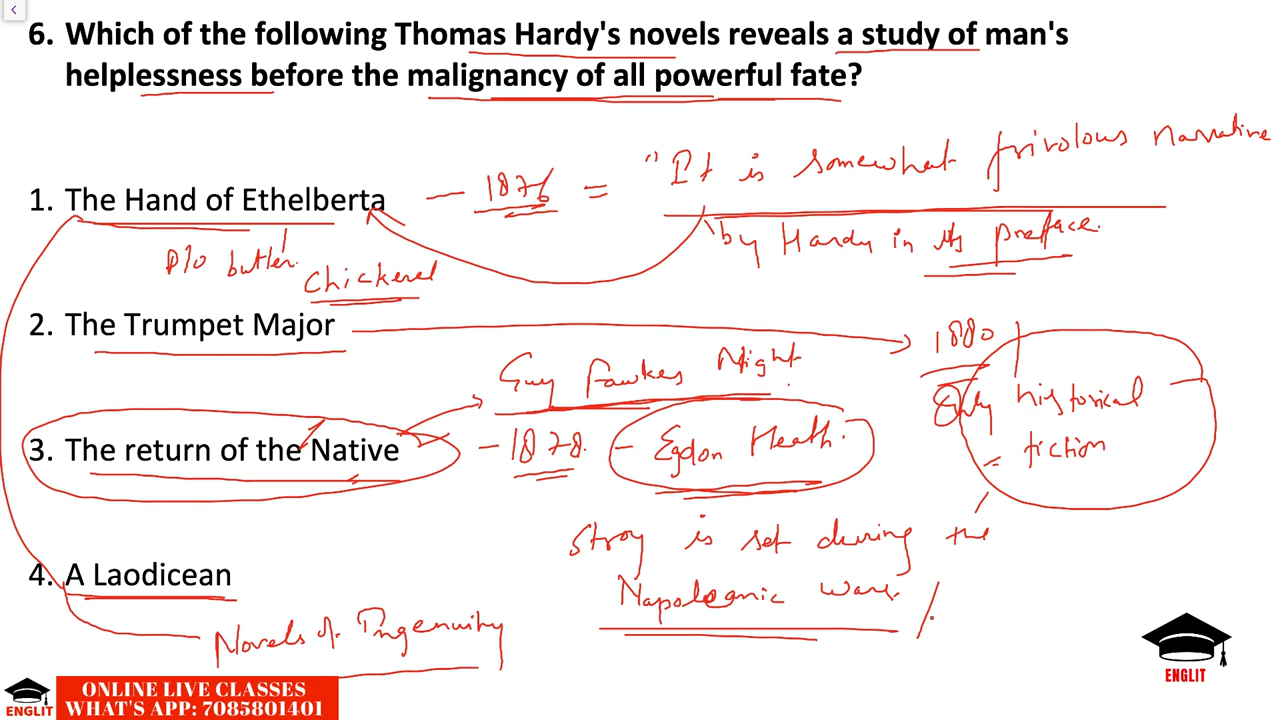 6. Which of the following Thomas Hardy's novels reveals a study of man's
helplessness before the malignancy of all powerful fate?
1. The Hand of Ethelberta – 1876 = "It is somewhat frivolous narrative
by Hardy in its preface.
D/o butler.
Chickerel
2. The Trumpet Major
1880
Only historical
fiction
Guy Fawkes Night
3. The return of the Native – 1878. – Egdon Heath.
Stroy is set during the
Napoleonic wars.
4. A Laodicean
Novels of Ingenuity
ENGLIT
ENGLIT
ONLINE LIVE CLASSES
WHAT'S APP: 7085801401